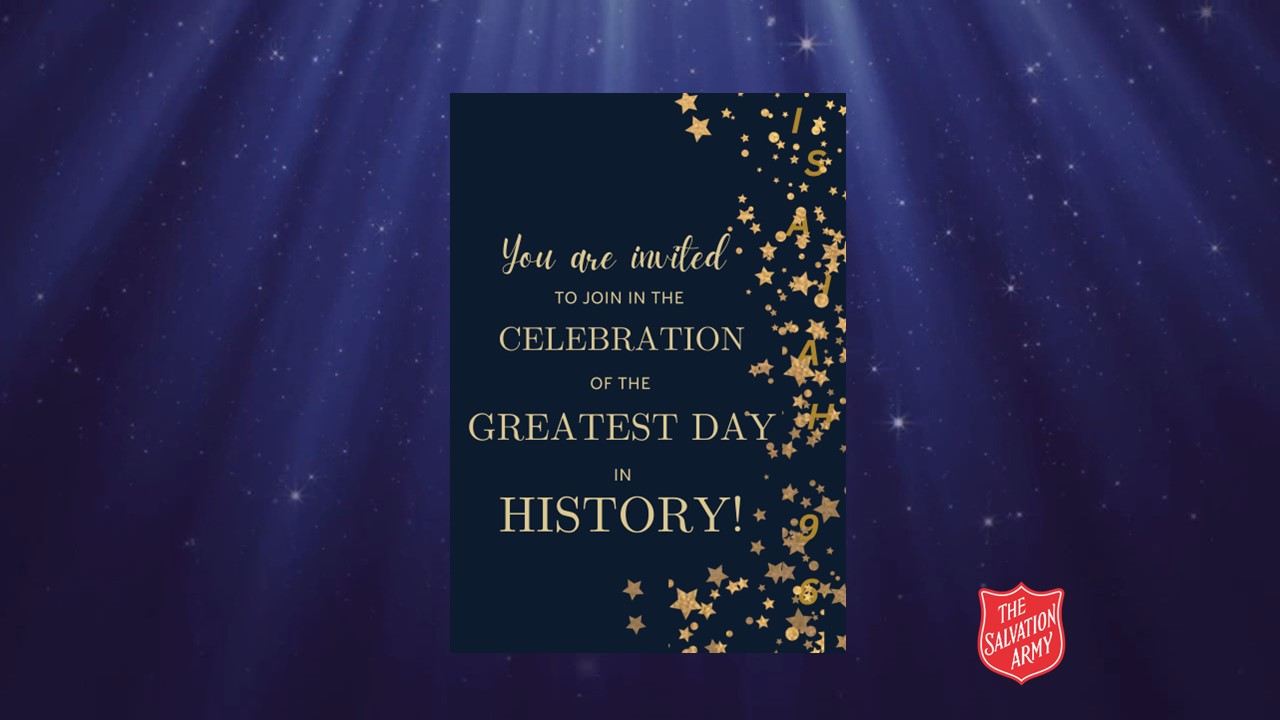 You are invited
TO JOIN IN THE
CELEBRATION
OF THE
GREATEST DAY
IN
HISTORY!
I
S
A
I
A
H
9
6
THE
SALVATION
ARMY